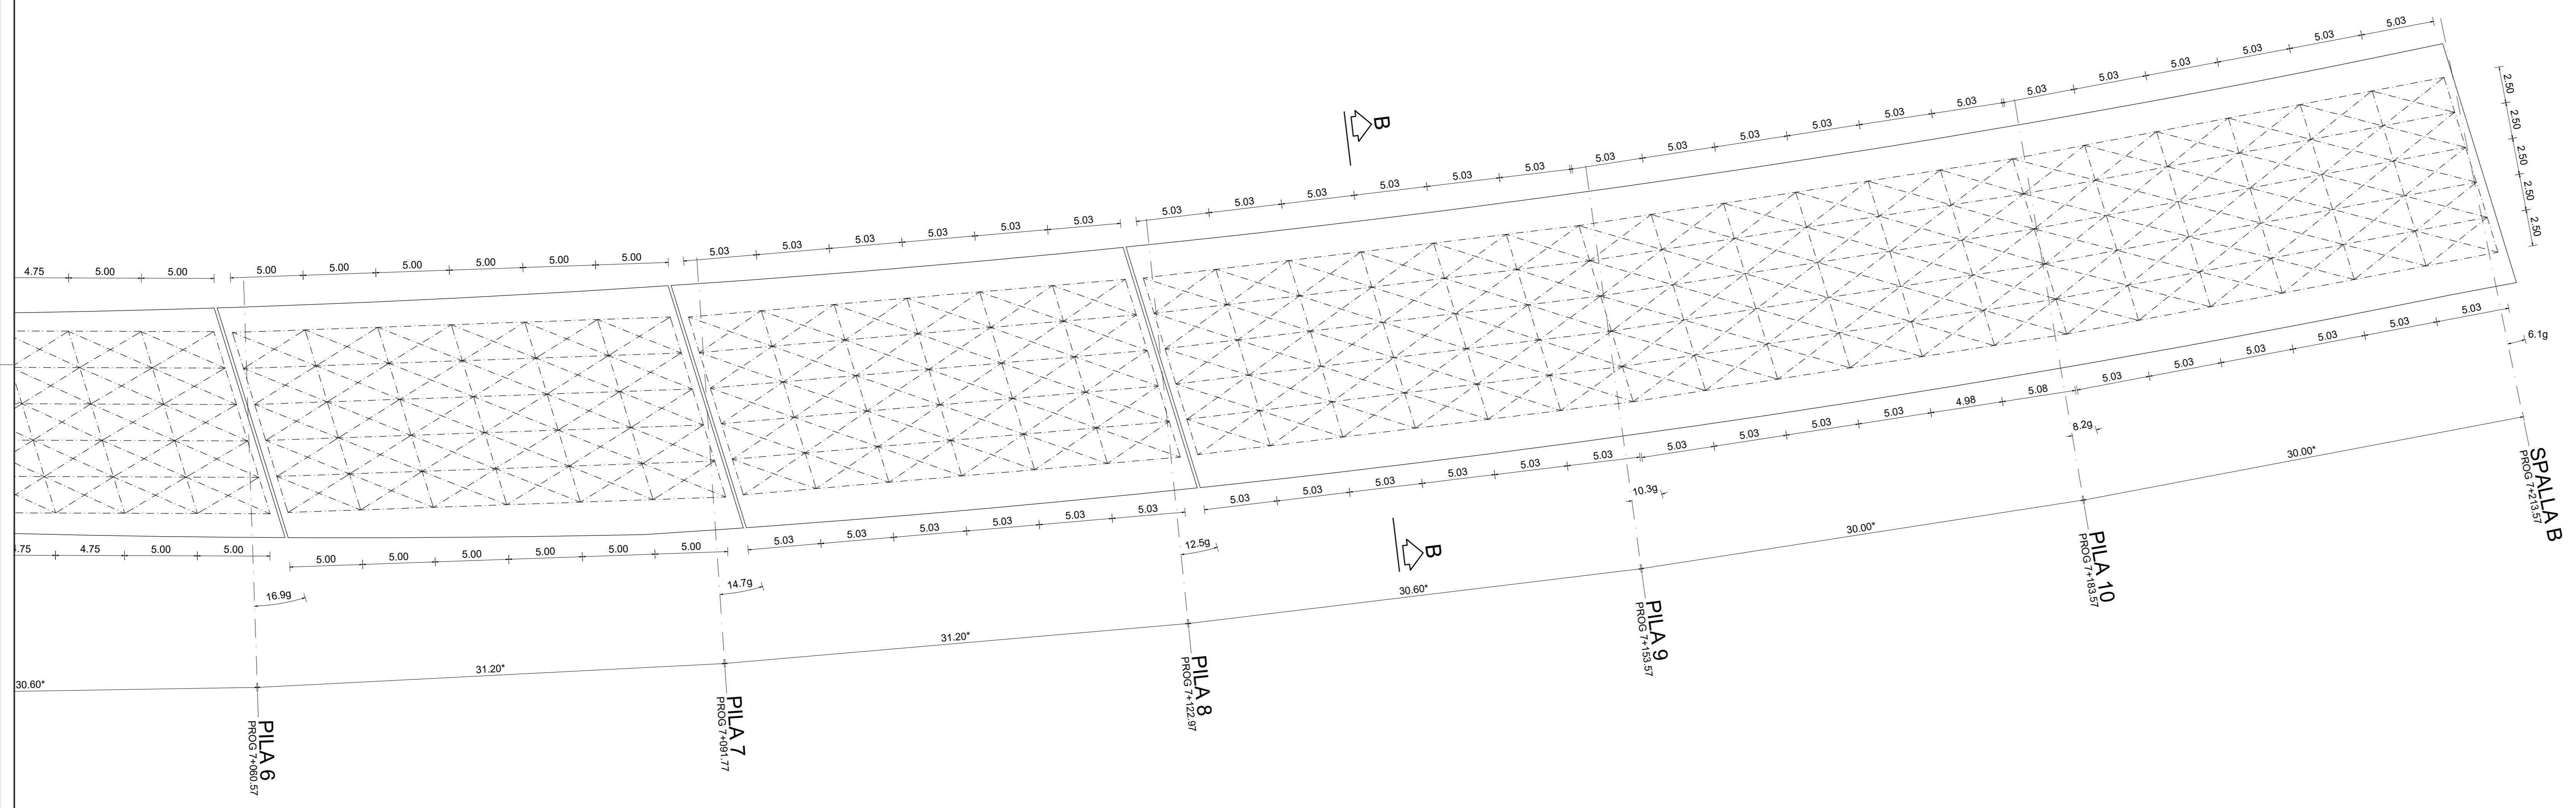 4.75 5.00 5.00
5.00 5.00 5.00 5.00 5.00 5.00
5.03 5.03 5.03 5.03 5.03 5.03
5.03 5.03 5.03 5.03 5.03 5.03
5.03 5.03 5.03 5.03 5.03 5.03
5.03 5.03 5.03 5.03 5.03 5.03
2.50 2.50 2.50 2.50 2.50
B
4.75 5.00 5.00
5.00 5.00 5.00 5.00 5.00 5.00
5.03 5.03 5.03 5.03 5.03 5.03
5.03 5.03 5.03 5.03 5.03 5.03
5.03 5.03 5.03 5.03 4.98 5.08
5.03 5.03 5.03 5.03 5.03 5.03
B
16.9g
14.7g
12.5g
10.3g
8.2g
6.1g
30.60*
31.20*
31.20*
30.60*
30.00*
30.00*
PILA 6
PROG 7+060.57
PILA 7
PROG 7+091.77
PILA 8
PROG 7+122.97
PILA 9
PROG 7+153.57
PILA 10
PROG 7+183.57
SPALLA B
PROG 7+213.57